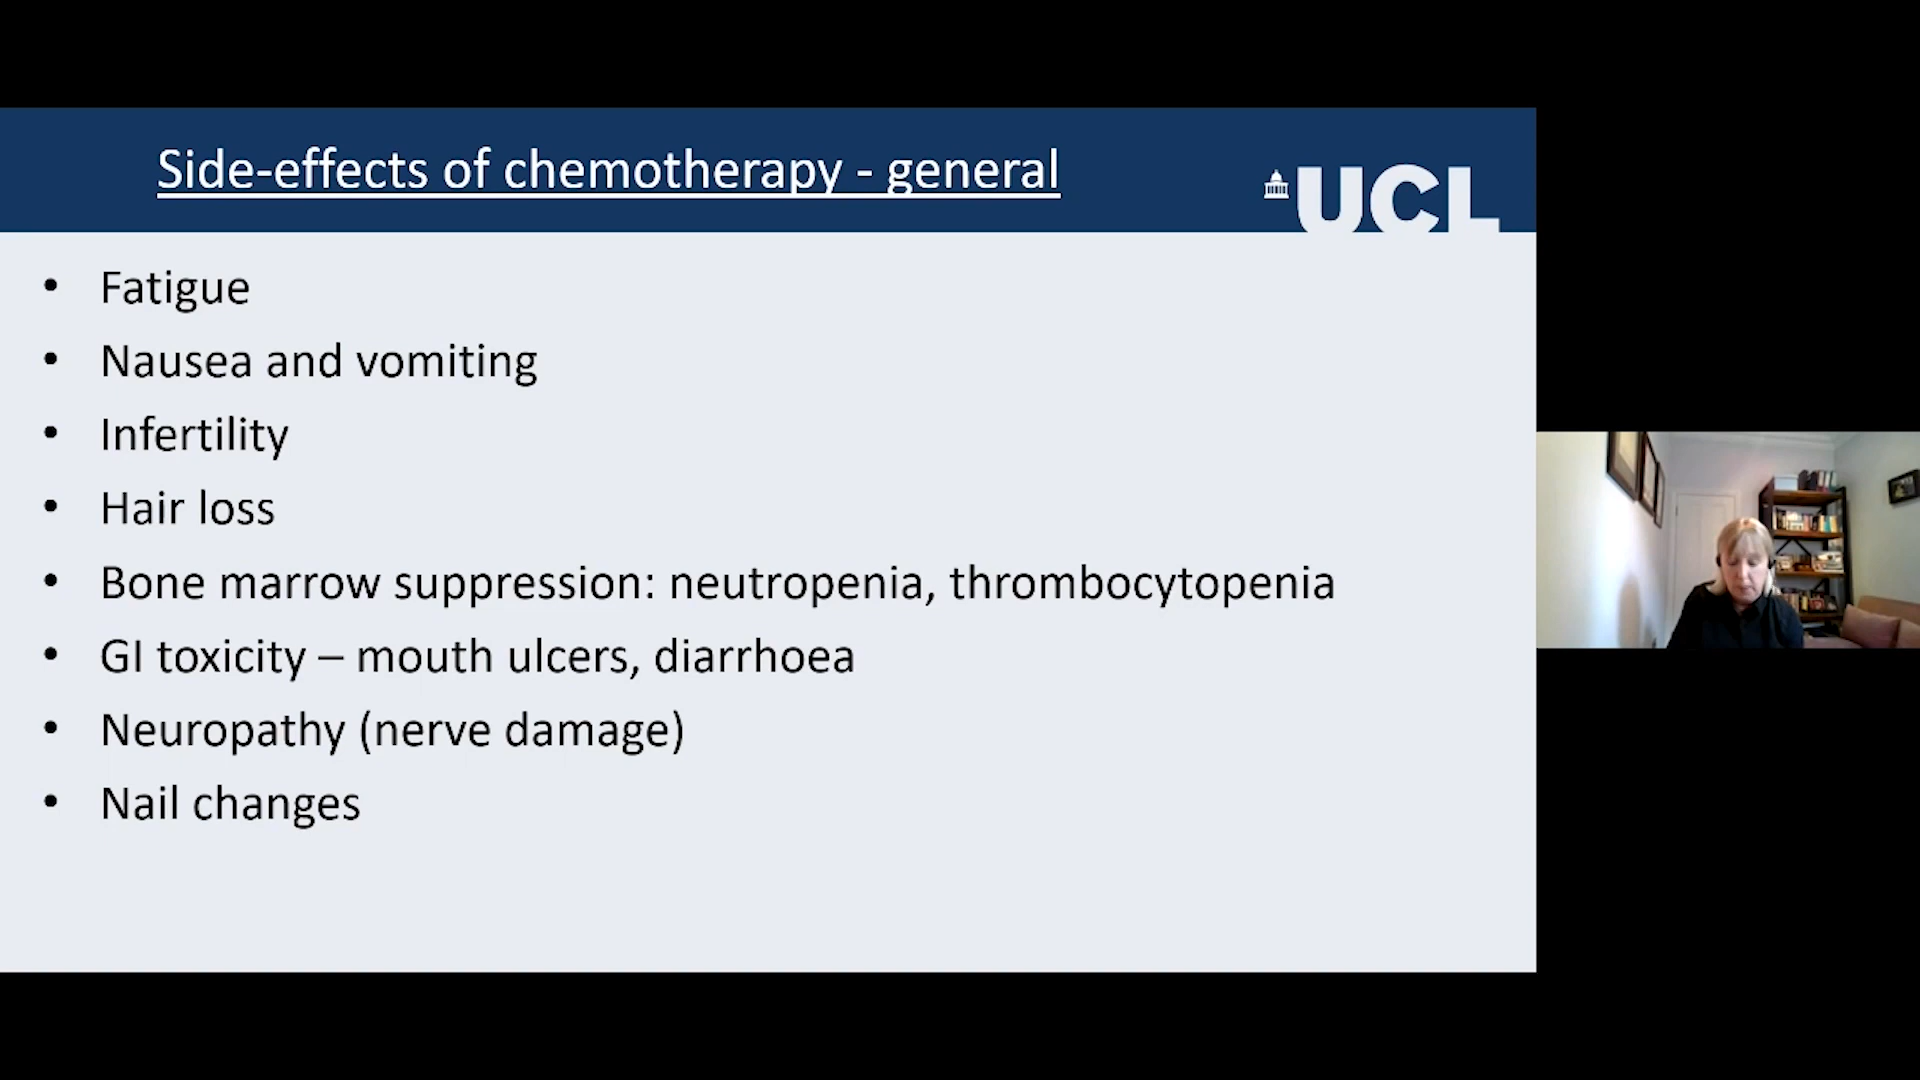 Side-effects of chemotherapy - general
UCL
• Fatigue
• Nausea and vomiting
• Infertility
• Hair loss
• Bone marrow suppression: neutropenia, thrombocytopenia
• GI toxicity – mouth ulcers, diarrhoea
• Neuropathy (nerve damage)
• Nail changes